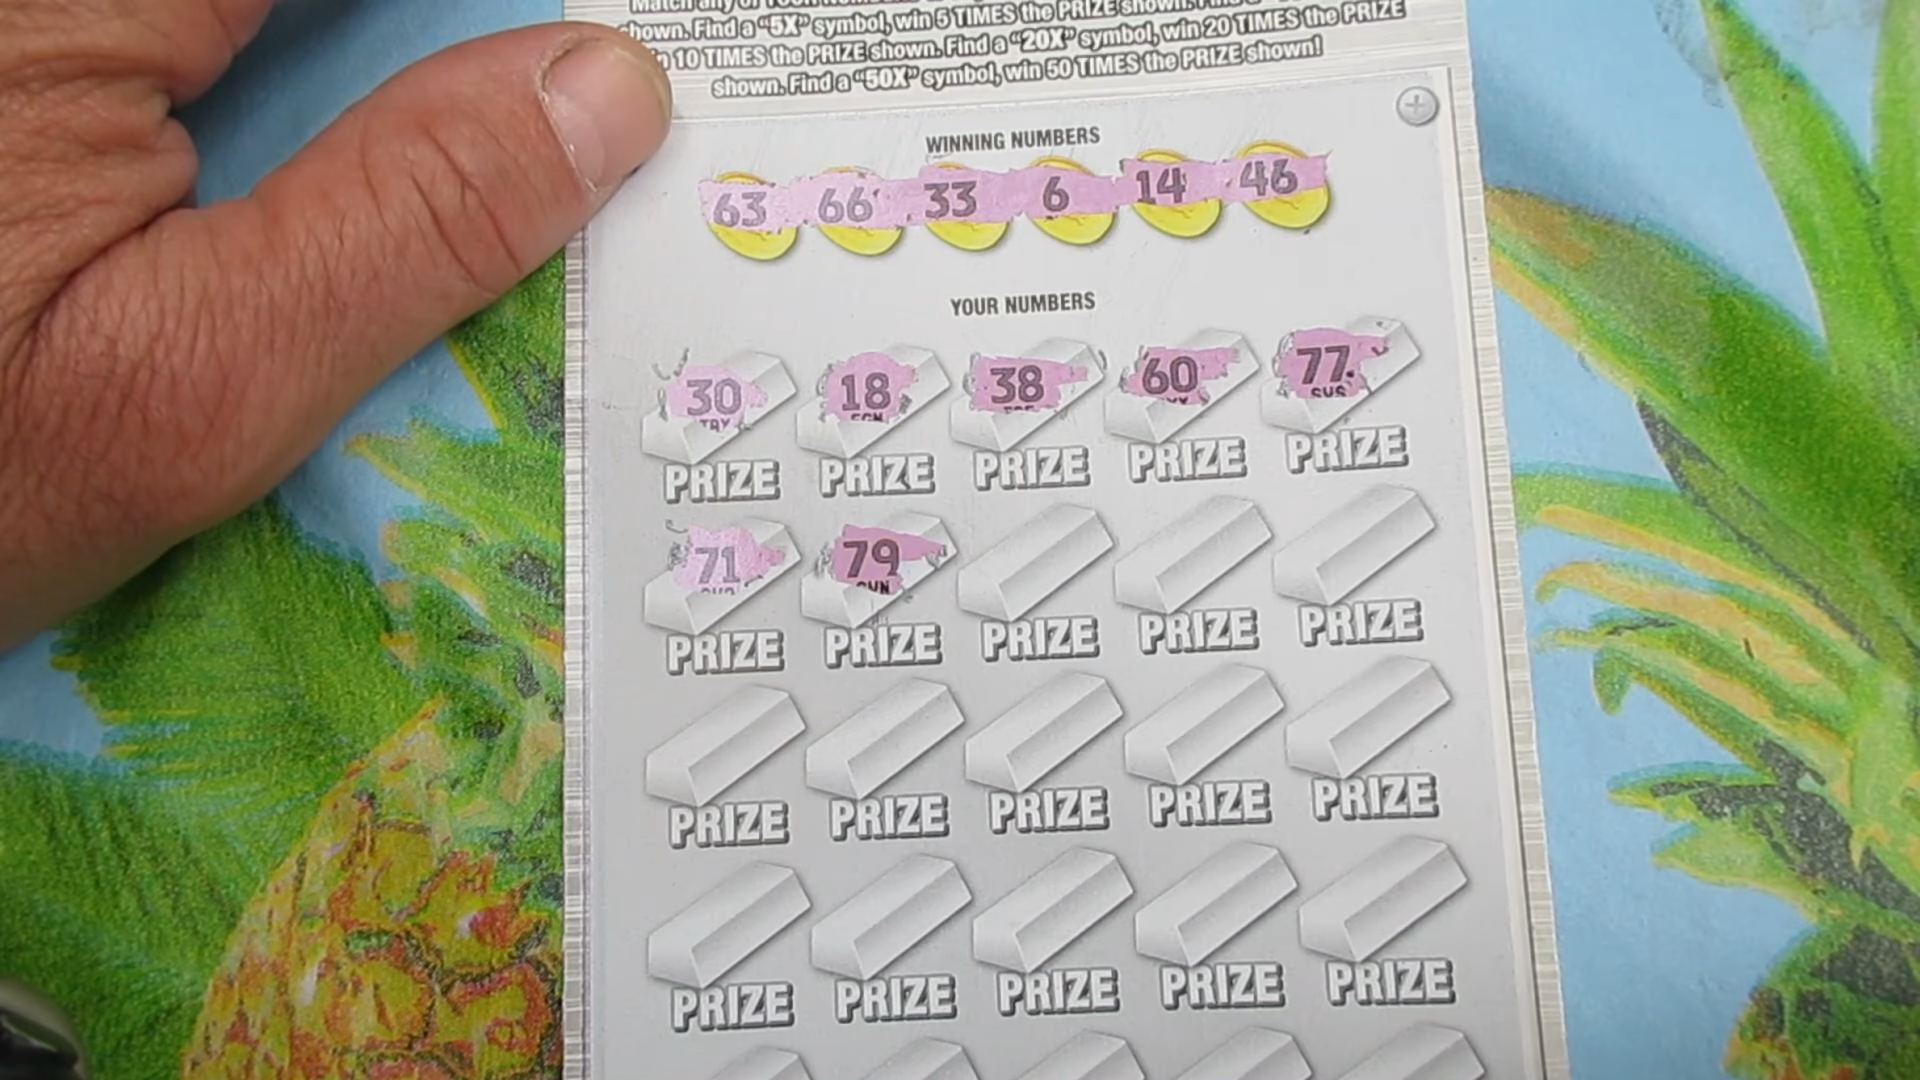 shown. Find a "5X" symbol, win 5 TIMES the PRIZE shown.
10 TIMES the PRIZE shown. Find a "20X" symbol, win 20 TIMES the PRIZE
shown. Find a "50X" symbol, win 50 TIMES the PRIZE shown!
WINNING NUMBERS
63 66 33 6 14 46
YOUR NUMBERS
30 18 38 60 77
PRIZE PRIZE PRIZE PRIZE PRIZE
71 79
PRIZE PRIZE PRIZE PRIZE PRIZE
PRIZE PRIZE PRIZE PRIZE PRIZE
PRIZE PRIZE PRIZE PRIZE PRIZE